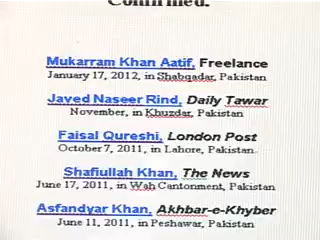 Confirmed.
Mukarram Khan Aatif, Freelance
January 17, 2012, in Shabqadar, Pakistan
Javed Naseer Rind, Daily Tawar
November, in Khuzdar, Pakistan
Faisal Qureshi, London Post
October 7, 2011, in Lahore, Pakistan.
Shafiullah Khan, The News
June 17, 2011, in Wah Cantonment, Pakistan
Asfandyar Khan, Akhbar-e-Khyber
June 11, 2011, in Peshawar, Pakistan